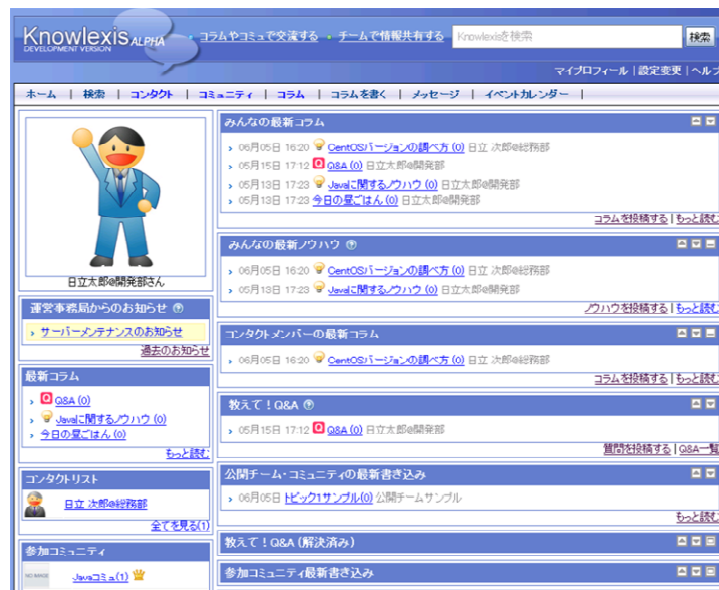 Knowlexis ALPHA
DEVELOPMENT VERSION
コラムやコミュで交流する
チームで情報共有する
Knowlexisを検索
検索
マイプロフィール | 設定変更 | ヘルプ
ホーム | 検索 | コンタクト | コミュニティ | コラム | コラムを書く | メッセージ | イベントカレンダー |
日立太郎@開発部さん
運営事務局からのお知らせ
サーバーメンテナンスのお知らせ
過去のお知らせ
最新コラム
Q&A (0)
Javaに関するノウハウ (0)
今日の昼ごはん (0)
もっと読む
コンタクトリスト
日立 次郎@総務部
全てを見る(1)
参加コミュニティ
NO IMAGE
Javaコミュ(1)
みんなの最新コラム
06月05日 16:20 CentOSバージョンの調べ方 (0) 日立 次郎@総務部
05月15日 17:12 Q&A (0) 日立太郎@開発部
05月13日 17:23 Javaに関するノウハウ (0) 日立太郎@開発部
05月13日 17:23 今日の昼ごはん (0) 日立太郎@開発部
コラムを投稿する | もっと読む
みんなの最新ノウハウ
06月05日 16:20 CentOSバージョンの調べ方 (0) 日立 次郎@総務部
05月13日 17:23 Javaに関するノウハウ (0) 日立太郎@開発部
ノウハウを投稿する | もっと読む
コンタクトメンバーの最新コラム
06月05日 16:20 CentOSバージョンの調べ方 (0) 日立 次郎@総務部
コラムを投稿する | もっと読む
教えて！Q&A
05月15日 17:12 Q&A (0) 日立太郎@開発部
質問を投稿する | Q&A一覧
公開チーム・コミュニティの最新書き込み
06月05日 トピック1サンプル(0) 公開チームサンプル
もっと読む
教えて！Q&A (解決済み)
参加コミュニティ最新書き込み